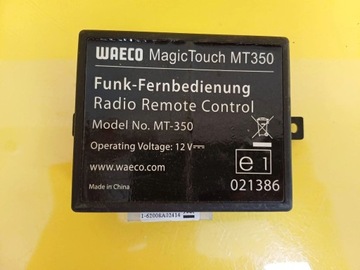 WAECO MagicTouch MT350
Funk-Fernbedienung
Radio Remote Control
Model No. MT-350
Operating Voltage: 12 V⎓
www.waeco.com
e1
Made in China
021386